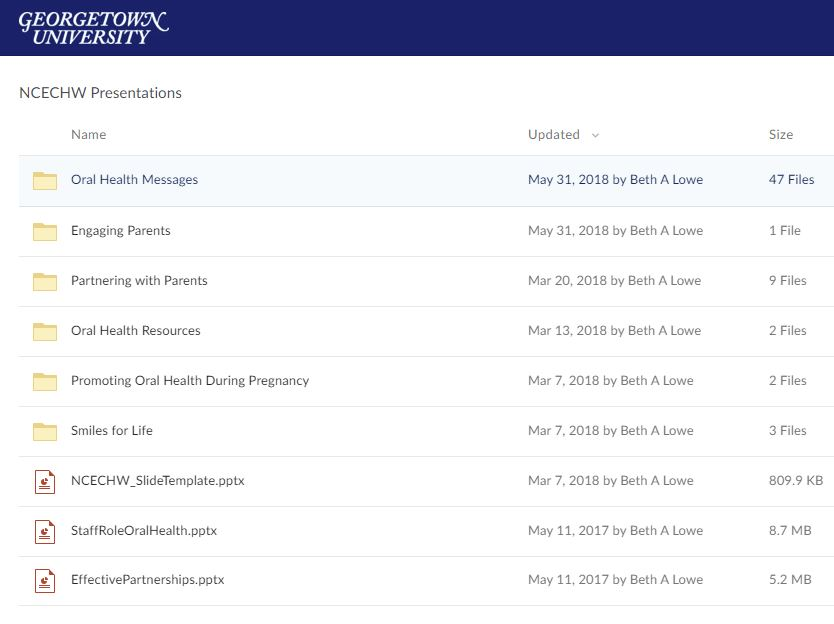 GEORGETOWN
UNIVERSITY
NCECHW Presentations
Name Updated Size
Oral Health Messages May 31, 2018 by Beth A Lowe 47 Files
Engaging Parents May 31, 2018 by Beth A Lowe 1 File
Partnering with Parents Mar 20, 2018 by Beth A Lowe 9 Files
Oral Health Resources Mar 13, 2018 by Beth A Lowe 2 Files
Promoting Oral Health During Pregnancy Mar 7, 2018 by Beth A Lowe 2 Files
Smiles for Life Mar 7, 2018 by Beth A Lowe 3 Files
NCECHW_SlideTemplate.pptx Mar 7, 2018 by Beth A Lowe 809.9 KB
StaffRoleOralHealth.pptx May 11, 2017 by Beth A Lowe 8.7 MB
EffectivePartnerships.pptx May 11, 2017 by Beth A Lowe 5.2 MB